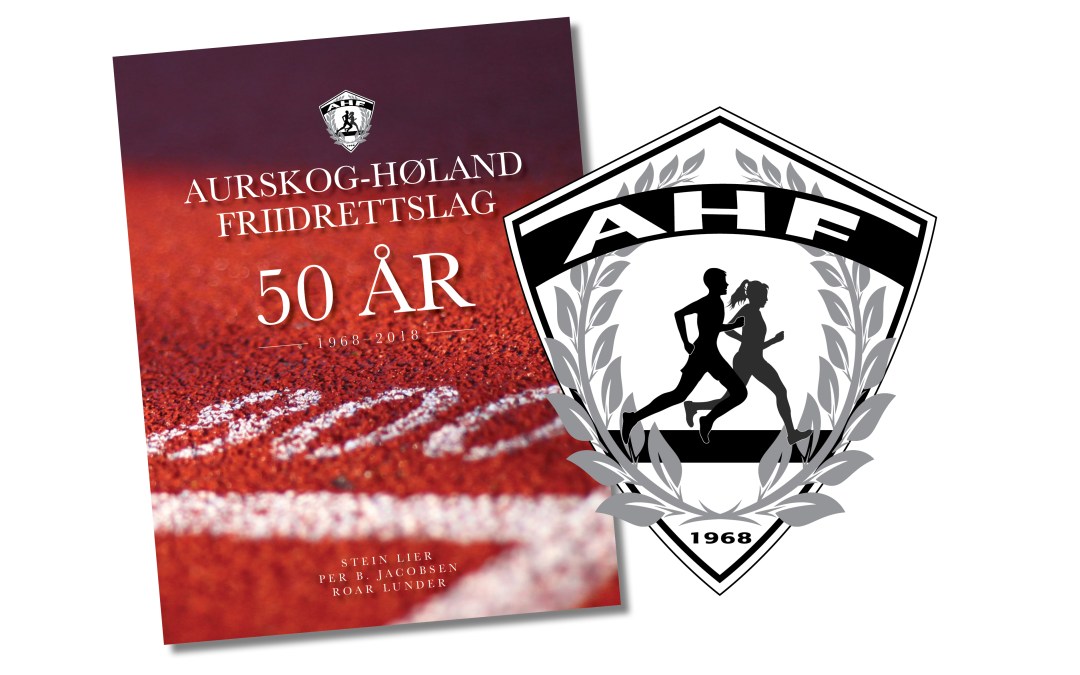 AHF
AURSKOG-HØLAND
FRIIDRETTSLAG
50 ÅR
1968–2018
STEIN LIER
PER B. JACOBSEN
ROAR LUNDER
AHF
1968